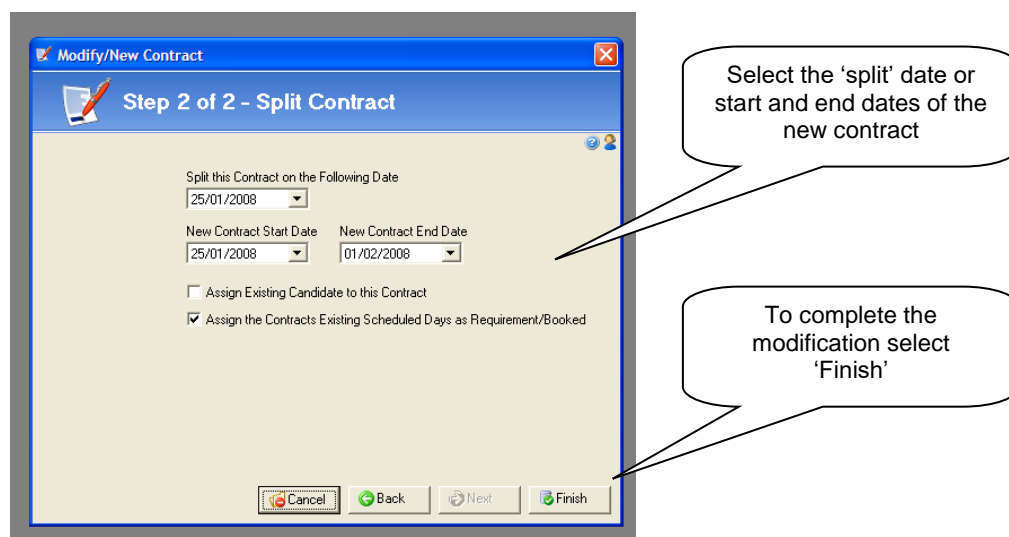 Modify/New Contract
Step 2 of 2 - Split Contract
Split this Contract on the Following Date
25/01/2008
New Contract Start Date New Contract End Date
25/01/2008 01/02/2008
Assign Existing Candidate to this Contract
Assign the Contracts Existing Scheduled Days as Requirement/Booked
Cancel Back Next Finish
Select the ‘split’ date or
start and end dates of the
new contract
To complete the
modification select
‘Finish’